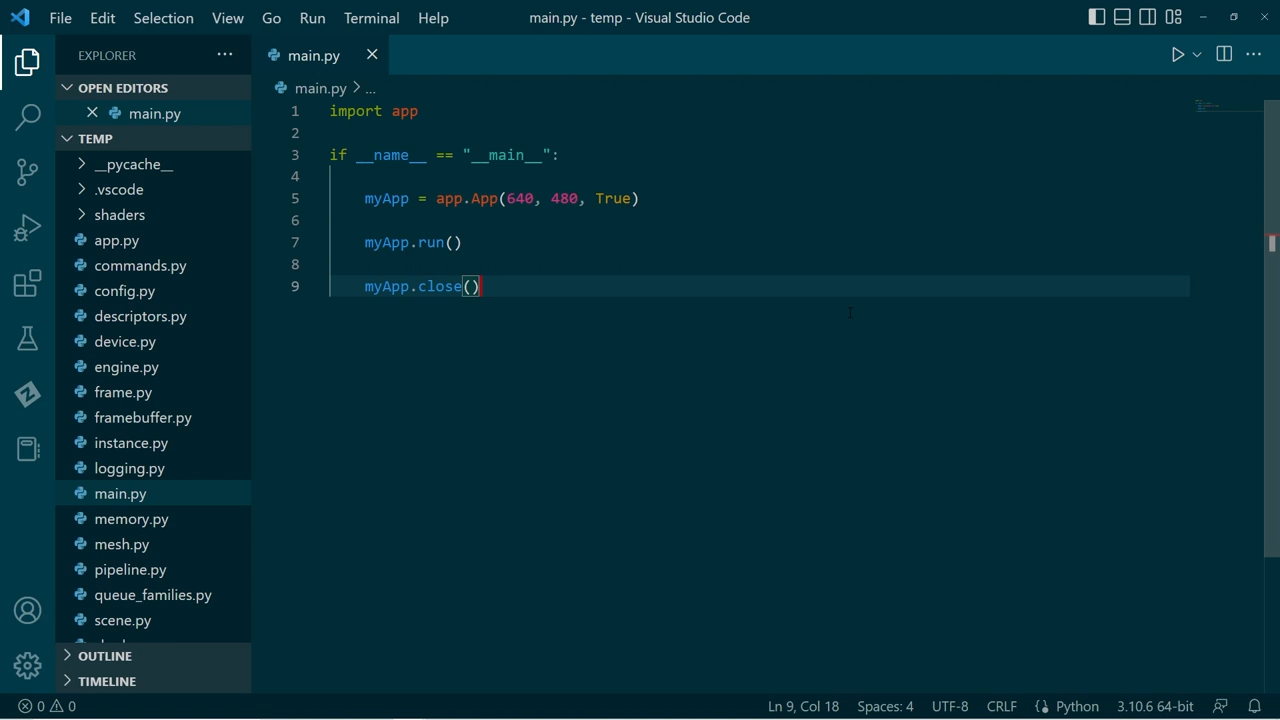 File Edit Selection View Go Run Terminal Help main.py - temp - Visual Studio Code
EXPLORER ...
OPEN EDITORS
main.py
TEMP
__pycache__
.vscode
shaders
app.py
commands.py
config.py
descriptors.py
device.py
engine.py
frame.py
framebuffer.py
instance.py
logging.py
main.py
memory.py
mesh.py
pipeline.py
queue_families.py
scene.py
OUTLINE
TIMELINE
main.py
main.py > ...
1 import app
2
3 if __name__ == "__main__":
4
5 myApp = app.App(640, 480, True)
6
7 myApp.run()
8
9 myApp.close()
0 0 Ln 9, Col 18 Spaces: 4 UTF-8 CRLF Python 3.10.6 64-bit